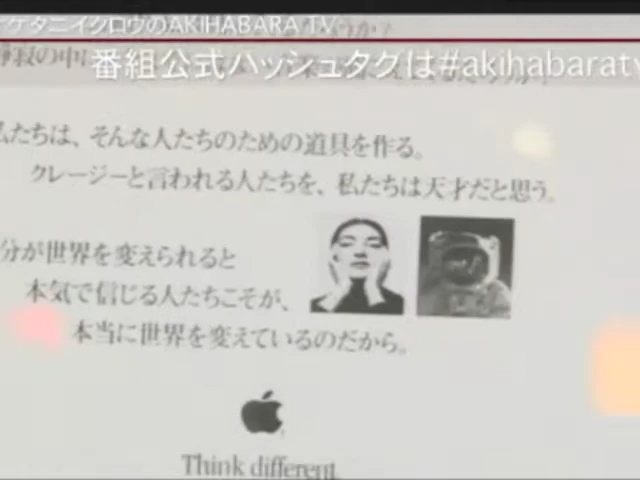 ケタニイクロウのAKIHABARA TV
静寂の中に
番組公式ハッシュタグは#akihabaratv
私たちは、そんな人たちのための道具を作る。
クレージーと言われる人たちを、私たちは天才だと思う。
分が世界を変えられると
本気で信じる人たちこそが、
本当に世界を変えているのだから。
Think different.